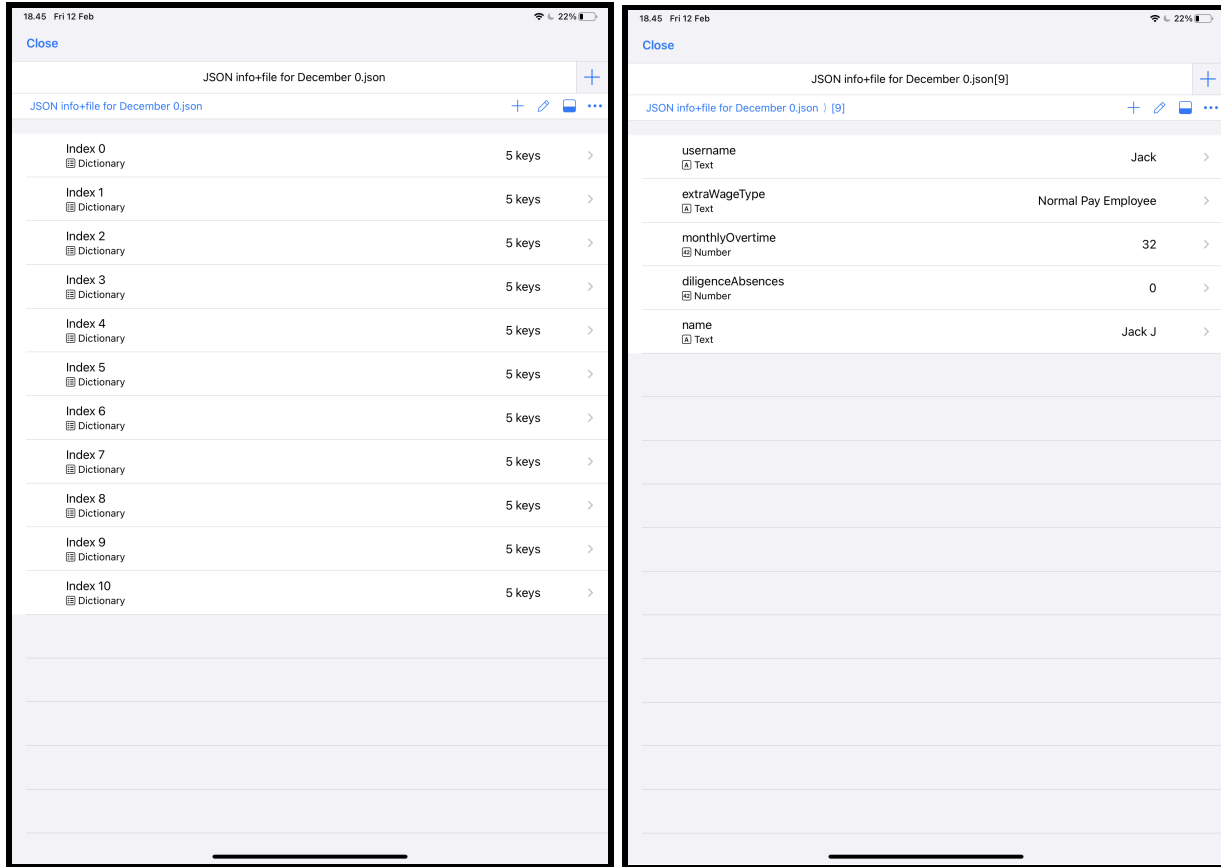 18.45 Fri 12 Feb 22%
Close
JSON info+file for December 0.json
JSON info+file for December 0.json
Index 0 5 keys
Dictionary
Index 1 5 keys
Dictionary
Index 2 5 keys
Dictionary
Index 3 5 keys
Dictionary
Index 4 5 keys
Dictionary
Index 5 5 keys
Dictionary
Index 6 5 keys
Dictionary
Index 7 5 keys
Dictionary
Index 8 5 keys
Dictionary
Index 9 5 keys
Dictionary
Index 10 5 keys
Dictionary
18.45 Fri 12 Feb 22%
Close
JSON info+file for December 0.json[9]
JSON info+file for December 0.json ⟩ [9]
username Jack
A Text
extraWageType Normal Pay Employee
A Text
monthlyOvertime 32
42 Number
diligenceAbsences 0
42 Number
name Jack J
A Text